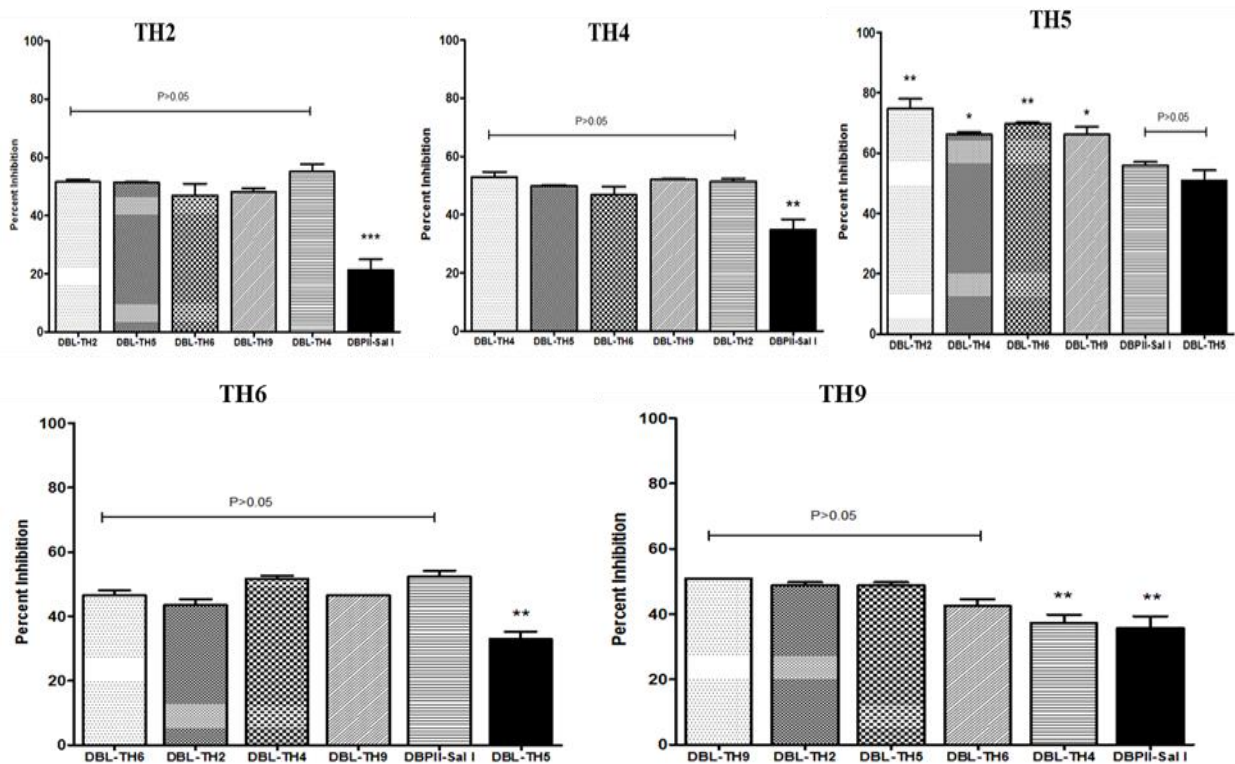 TH2
Percent Inhibition
100
80
60
40
20
0
P>0.05
***
DBL-TH2 DBL-TH5 DBL-TH6 DBL-TH9 DBL-TH4 DBPII-Sal I
TH4
Percent Inhibition
100
80
60
40
20
0
P>0.05
**
DBL-TH4 DBL-TH5 DBL-TH6 DBL-TH9 DBL-TH2 DBPII-Sal I
TH5
Percent Inhibition
100
80
60
40
20
0
** * ** * P>0.05
DBL-TH2 DBL-TH4 DBL-TH6 DBL-TH9 DBPII-Sal I DBL-TH5
TH6
Percent Inhibition
100
80
60
40
20
0
P>0.05
**
DBL-TH6 DBL-TH2 DBL-TH4 DBL-TH9 DBPII-Sal I DBL-TH5
TH9
Percent Inhibition
100
80
60
40
20
0
P>0.05
** **
DBL-TH9 DBL-TH2 DBL-TH5 DBL-TH6 DBL-TH4 DBPII-Sal I